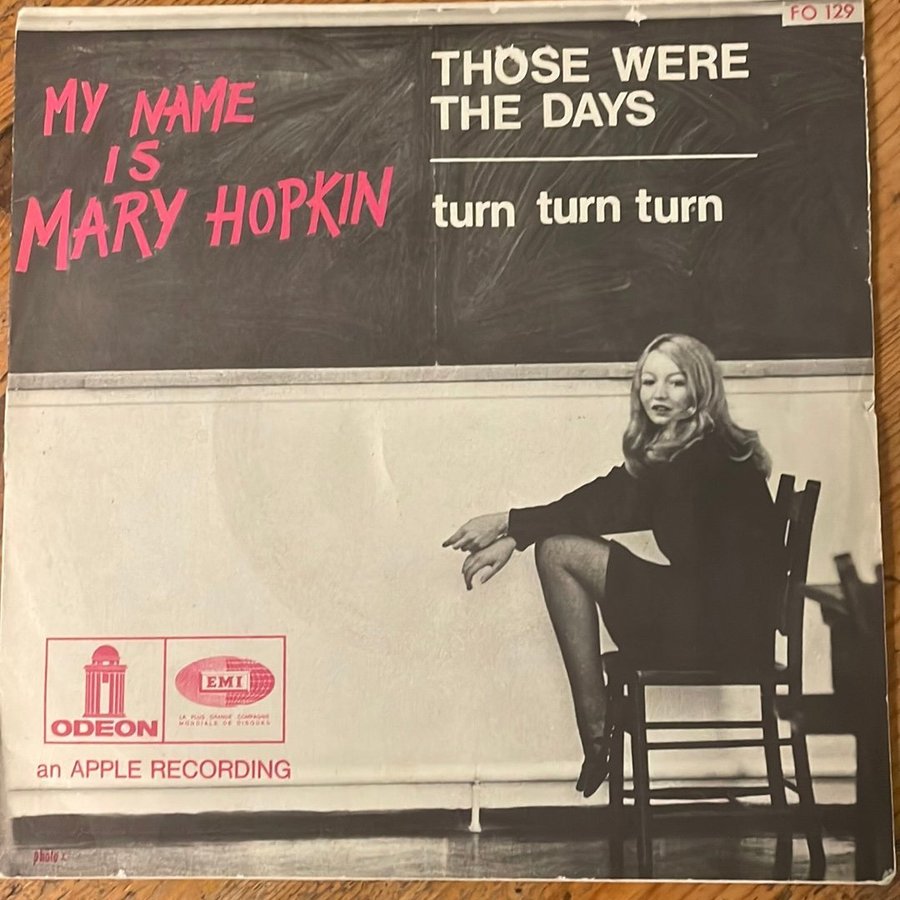 FO 129
MY NAME
IS
MARY HOPKIN
THOSE WERE
THE DAYS
turn turn turn
ODEON
EMI
LA PLUS GRANDE COMPAGNIE
MONDIALE DE DISQUES
an APPLE RECORDING
photo x